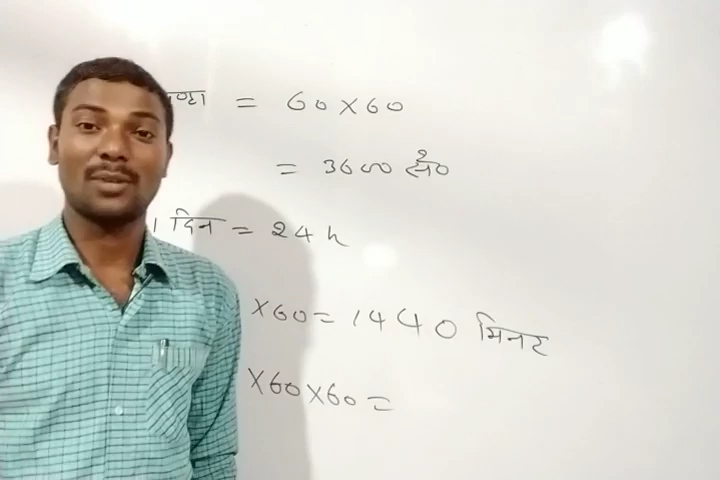 = 60×60
= 3600 से०
1 दिन = 24 h
×60 = 1440 मिनट
×60×60 =